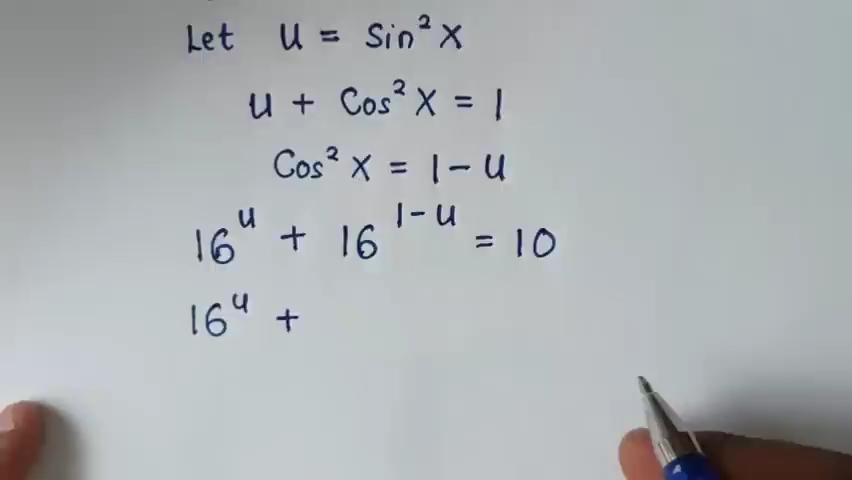 Let u = Sin²x
u + Cos²x = 1
Cos²x = 1 - u
16^u + 16^1-u = 10
16^u +